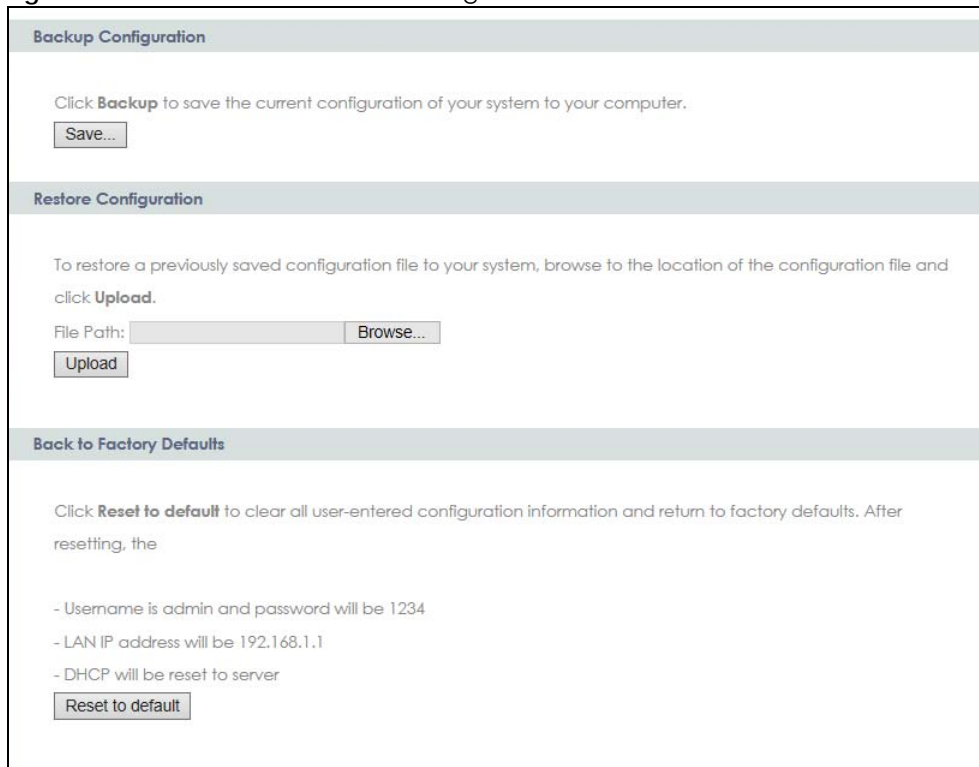 Backup Configuration
Click Backup to save the current configuration of your system to your computer.
Save...
Restore Configuration
To restore a previously saved configuration file to your system, browse to the location of the configuration file and
click Upload.
File Path:
Browse...
Upload
Back to Factory Defaults
Click Reset to default to clear all user-entered configuration information and return to factory defaults. After
resetting, the
- Username is admin and password will be 1234
- LAN IP address will be 192.168.1.1
- DHCP will be reset to server
Reset to default